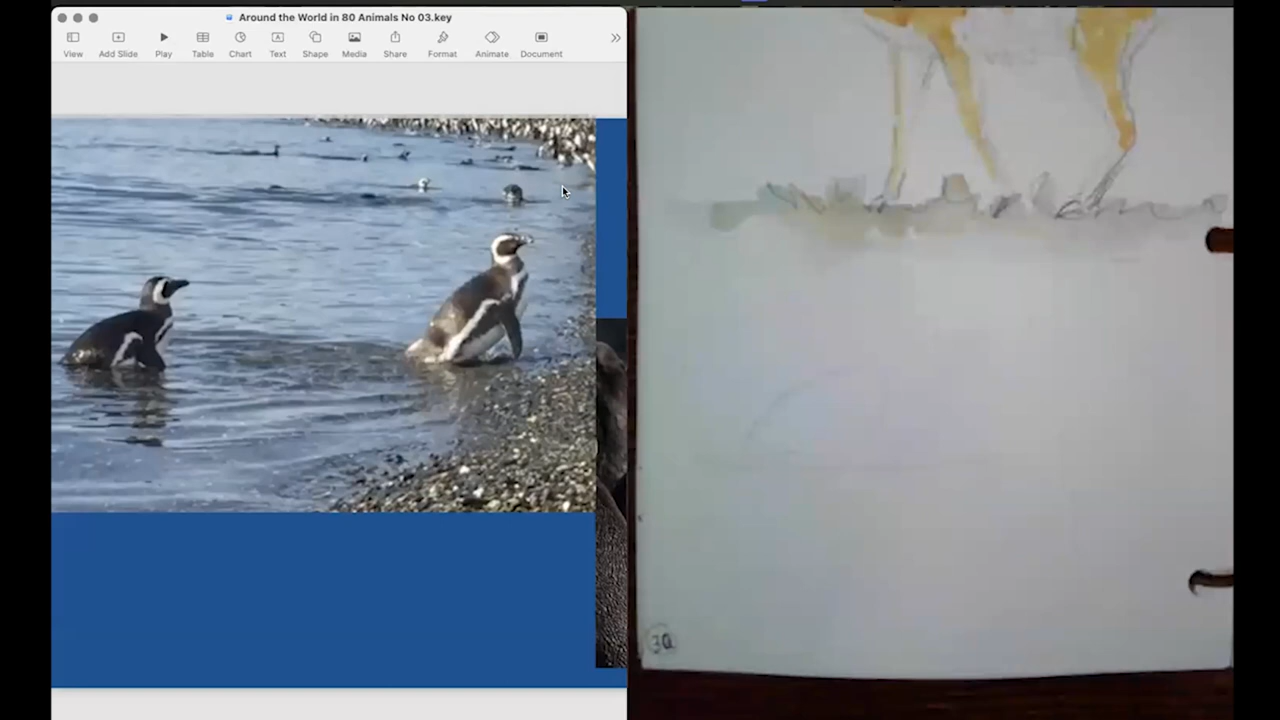 Around the World in 80 Animals No 03.key
View Add Slide Play Table Chart Text Shape Media Share Format Animate Document